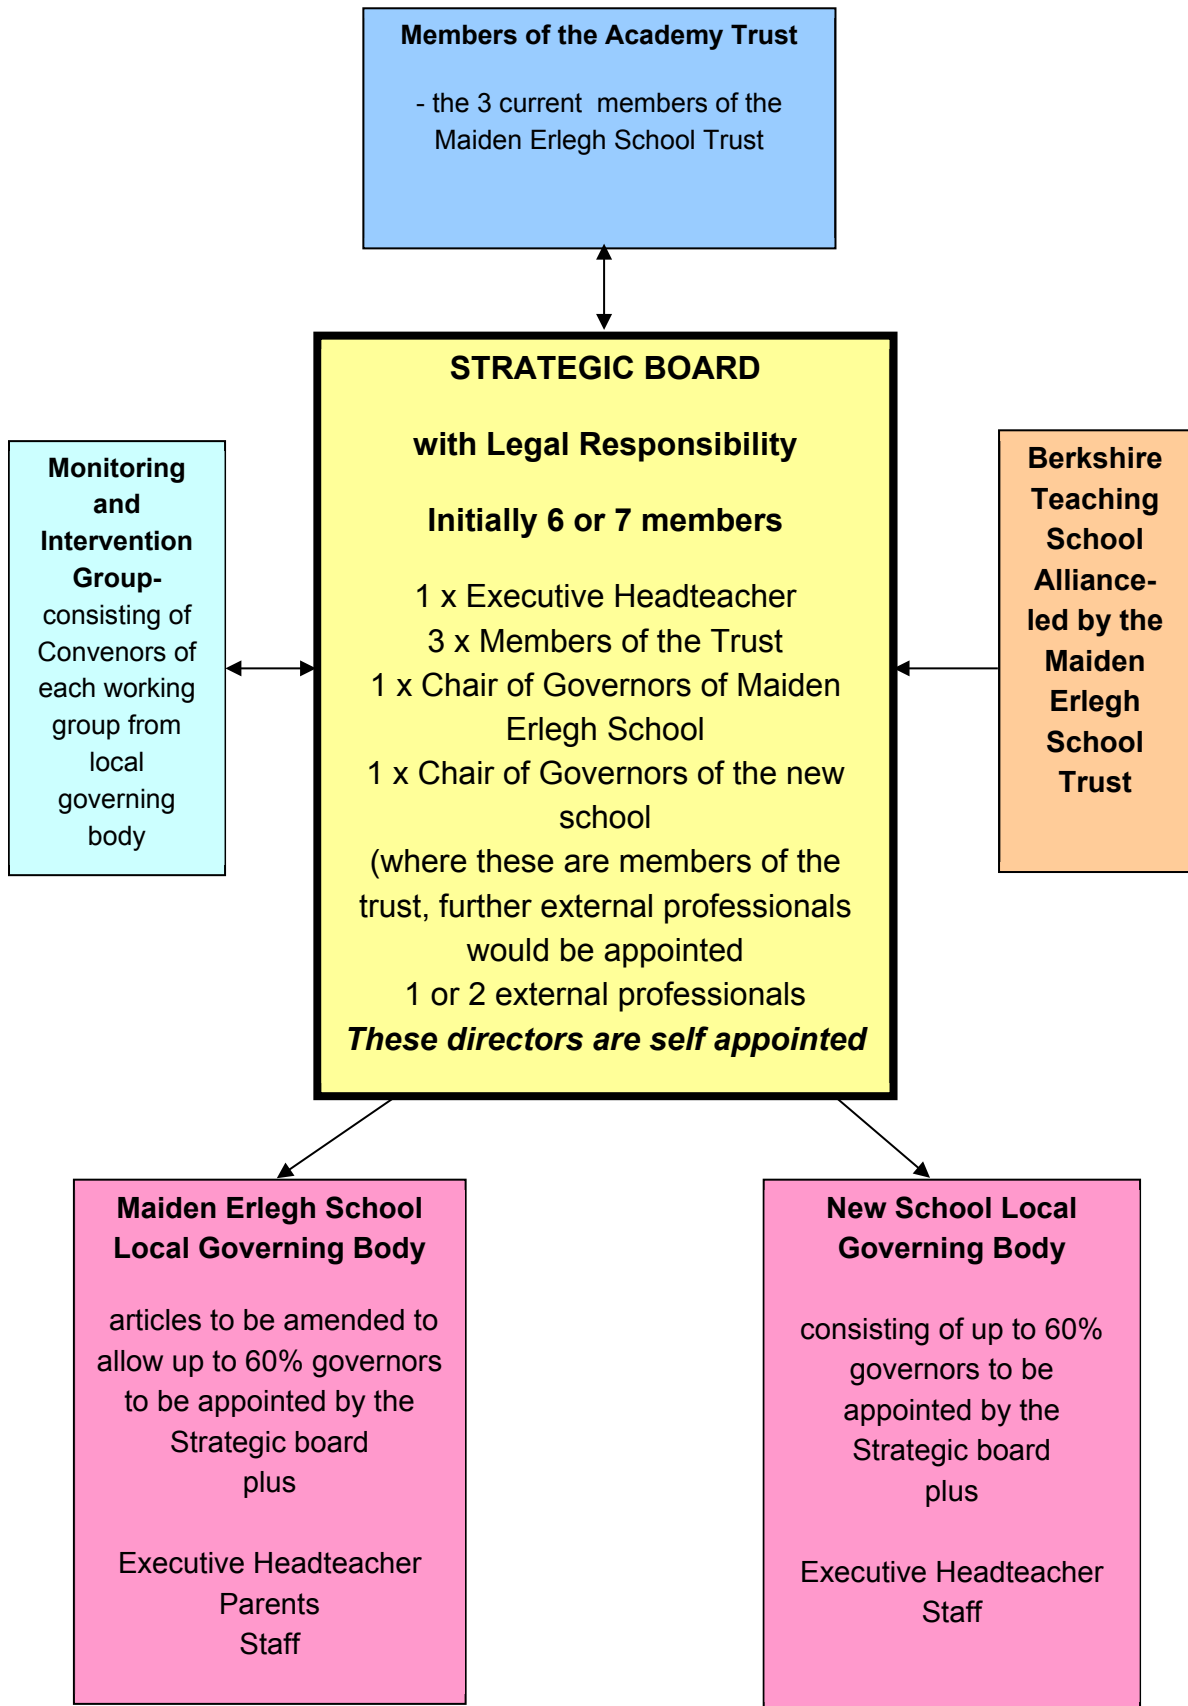 Members of the Academy Trust
- the 3 current members of the
Maiden Erlegh School Trust
STRATEGIC BOARD
with Legal Responsibility
Initially 6 or 7 members
1 x Executive Headteacher
3 x Members of the Trust
1 x Chair of Governors of Maiden
Erlegh School
1 x Chair of Governors of the new
school
(where these are members of the
trust, further external professionals
would be appointed
1 or 2 external professionals
These directors are self appointed
Monitoring
and
Intervention
Group-
consisting of
Convenors of
each working
group from
local
governing
body
Berkshire
Teaching
School
Alliance-
led by the
Maiden
Erlegh
School
Trust
Maiden Erlegh School
Local Governing Body
articles to be amended to
allow up to 60% governors
to be appointed by the
Strategic board
plus
Executive Headteacher
Parents
Staff
New School Local
Governing Body
consisting of up to 60%
governors to be
appointed by the
Strategic board
plus
Executive Headteacher
Staff